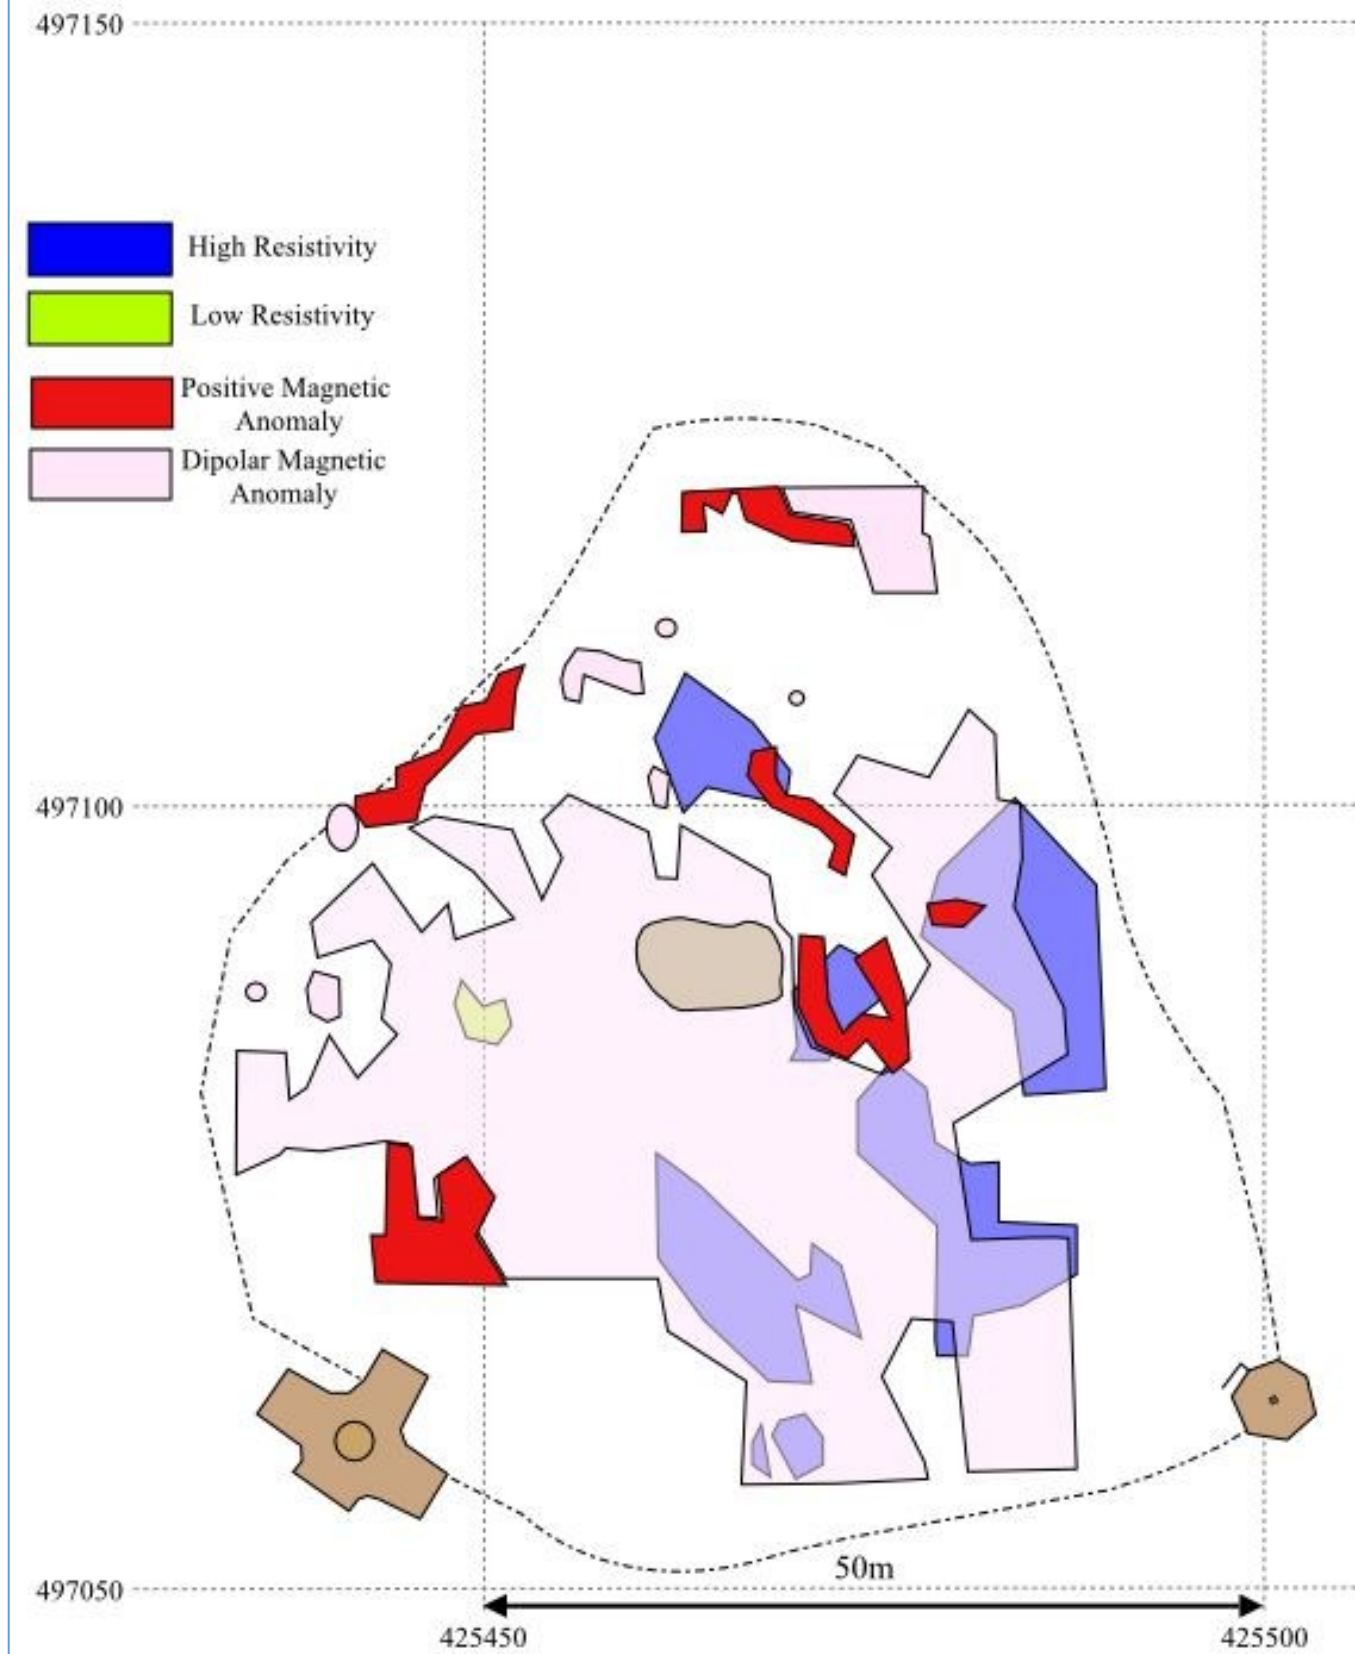 497150
High Resistivity
Low Resistivity
Positive Magnetic
Anomaly
Dipolar Magnetic
Anomaly
497100
50m
497050
425450
425500